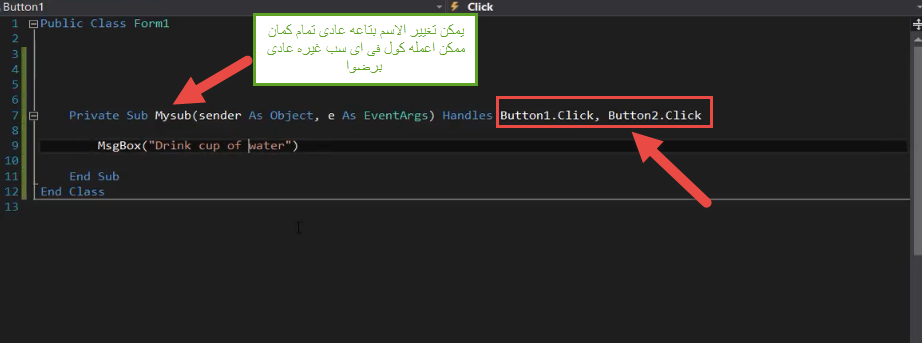 Button1
Click
1 Public Class Form1
2
3
4
5
6
7 Private Sub Mysub(sender As Object, e As EventArgs) Handles Button1.Click, Button2.Click
8
9 MsgBox("Drink cup of water")
10
11 End Sub
12 End Class
13
يمكن تغيير الاسم بتاعه عادى تمام كمان
ممكن اعمله كول فى اى سب غيره عادى
برضوا